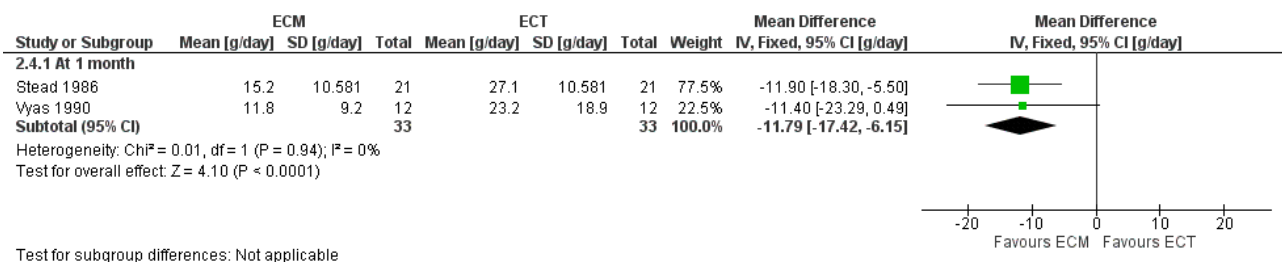 ECM ECT Mean Difference Mean Difference
Study or Subgroup Mean [g/day] SD [g/day] Total Mean [g/day] SD [g/day] Total Weight IV, Fixed, 95% CI [g/day] IV, Fixed, 95% CI [g/day]
2.4.1 At 1 month
Stead 1986 15.2 10.581 21 27.1 10.581 21 77.5% -11.90 [-18.30, -5.50]
Vyas 1990 11.8 9.2 12 23.2 18.9 12 22.5% -11.40 [-23.29, 0.49]
Subtotal (95% CI) 33 33 100.0% -11.79 [-17.42, -6.15]
Heterogeneity: Chi² = 0.01, df = 1 (P = 0.94); I² = 0%
Test for overall effect: Z = 4.10 (P < 0.0001)
-20 -10 0 10 20
Favours ECM Favours ECT
Test for subgroup differences: Not applicable